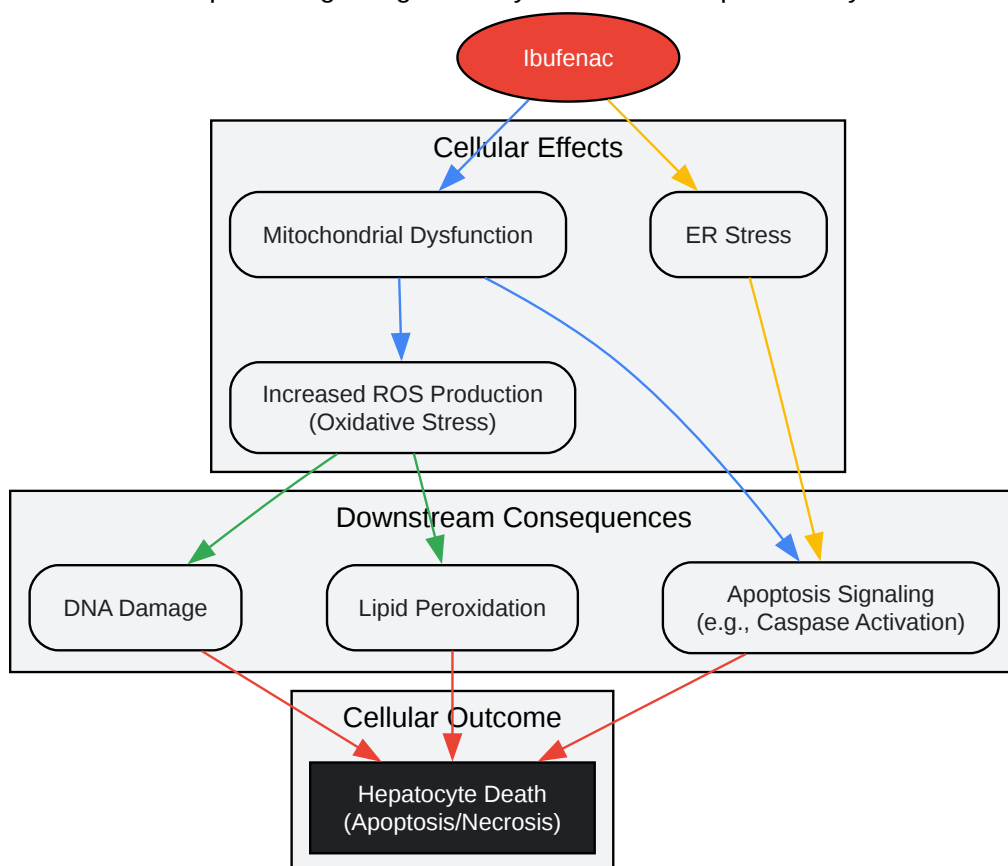 Ibufenac
Cellular Effects
Mitochondrial Dysfunction
ER Stress
Increased ROS Production
(Oxidative Stress)
Downstream Consequences
DNA Damage
Lipid Peroxidation
Apoptosis Signaling
(e.g., Caspase Activation)
Cellular Outcome
Hepatocyte Death
(Apoptosis/Necrosis)